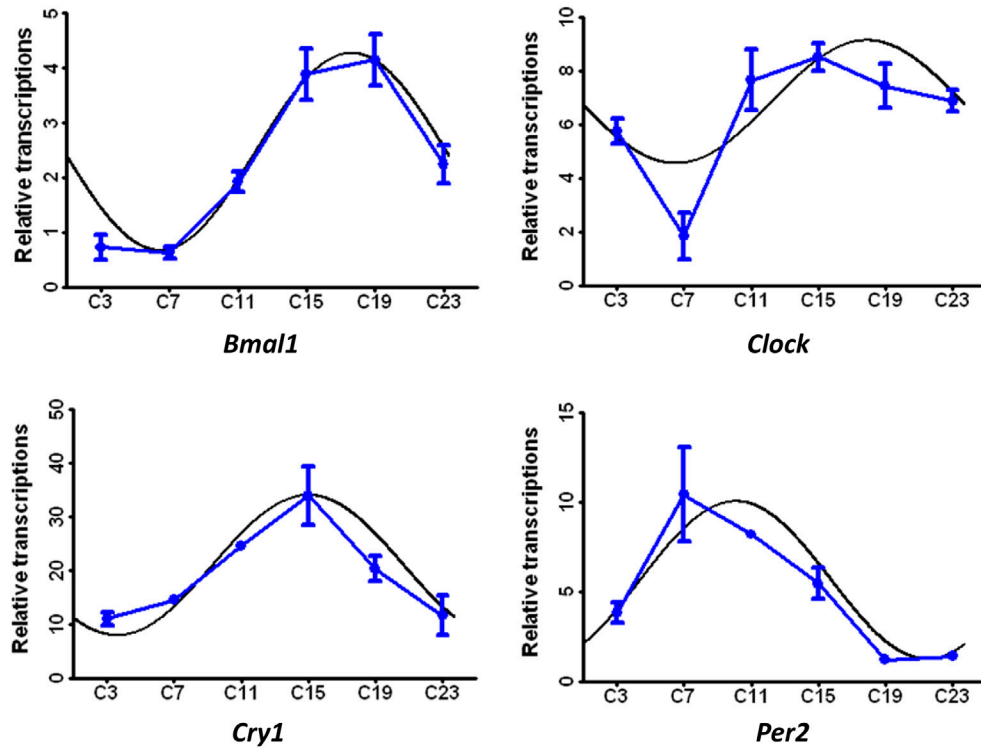 Relative transcriptions
5
4
3
2
1
0
C3 C7 C11 C15 C19 C23
Bmal1
Relative transcriptions
10
8
6
4
2
0
C3 C7 C11 C15 C19 C23
Clock
Relative transcriptions
50
40
30
20
10
0
C3 C7 C11 C15 C19 C23
Cry1
Relative transcriptions
15
10
5
0
C3 C7 C11 C15 C19 C23
Per2